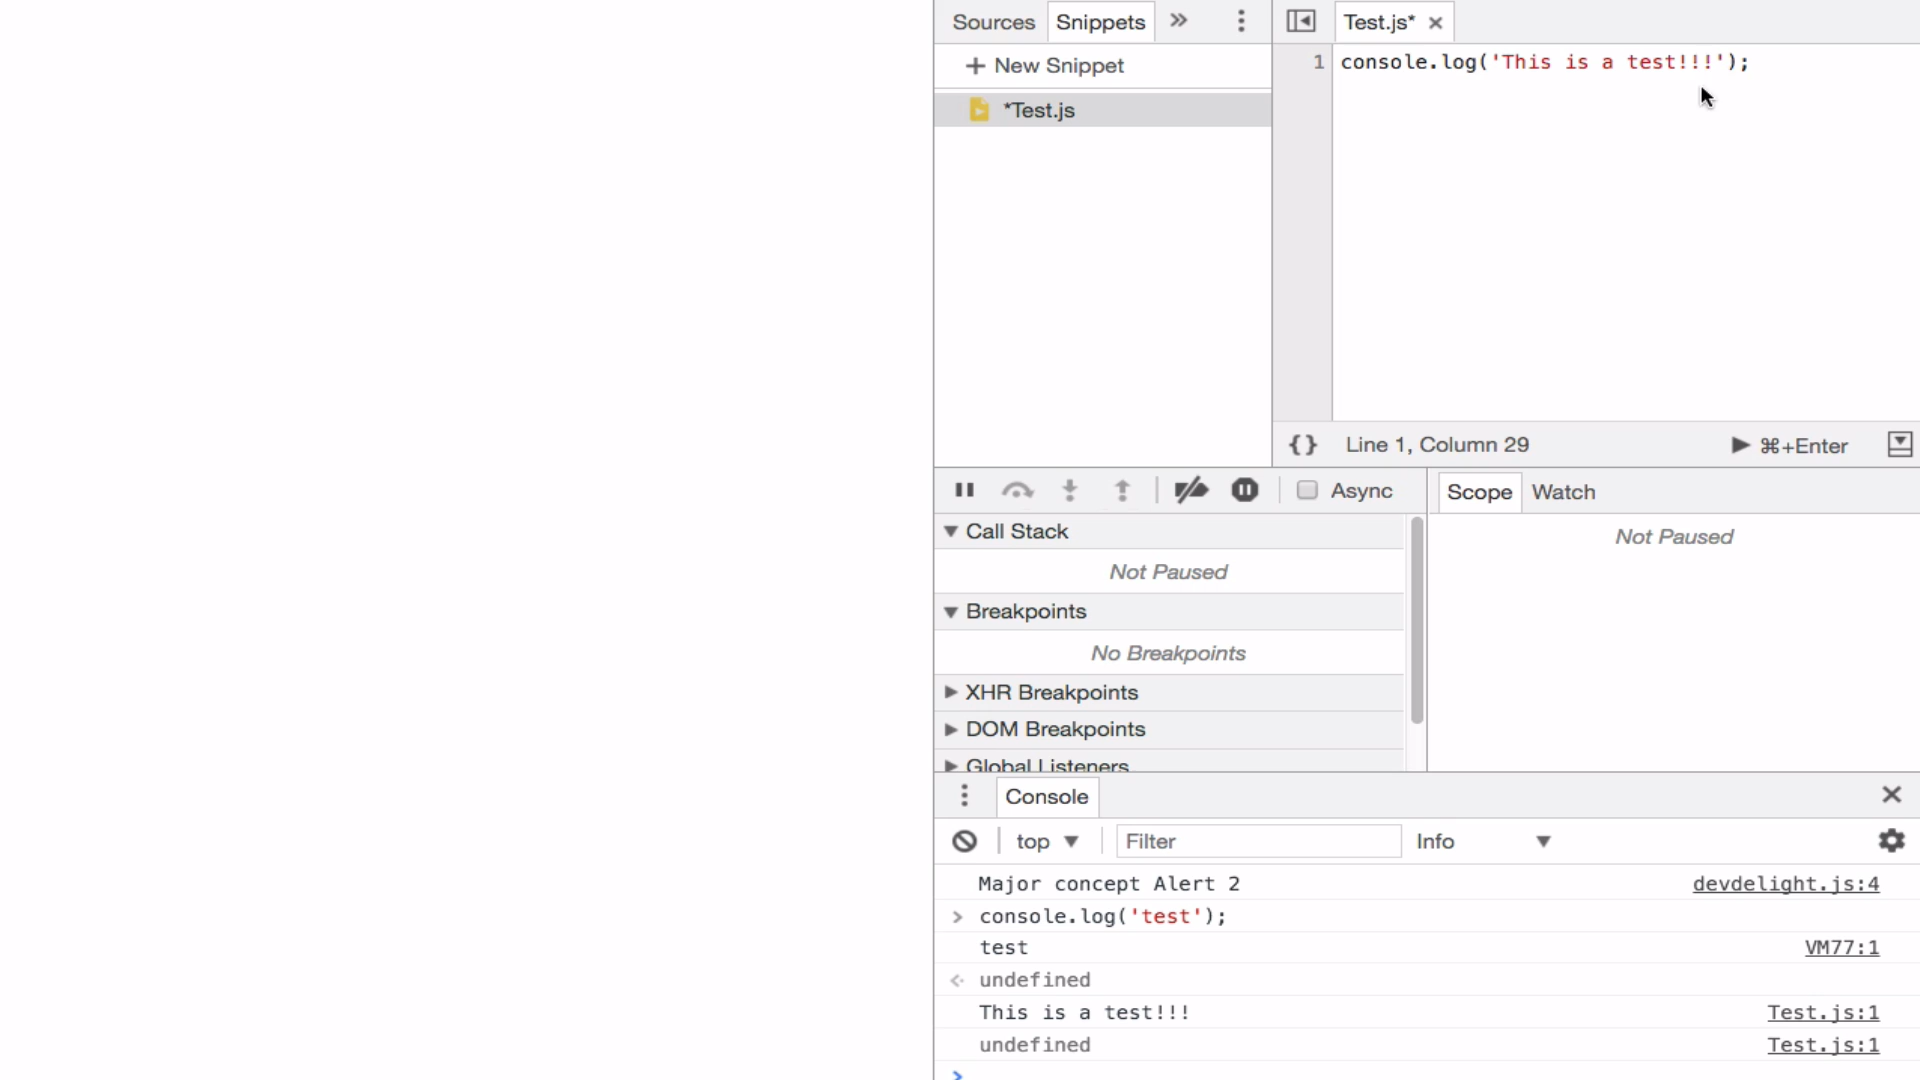 Sources Snippets »
Test.js* ×
+ New Snippet
*Test.js
1 console.log('This is a test!!!');
{} Line 1, Column 29
⌘+Enter
Async
Scope Watch
Call Stack
Not Paused
Not Paused
Breakpoints
No Breakpoints
XHR Breakpoints
DOM Breakpoints
Global Listeners
Console
top Filter Info
Major concept Alert 2 devdelight.js:4
> console.log('test');
test VM77:1
undefined
This is a test!!! Test.js:1
undefined Test.js:1
>